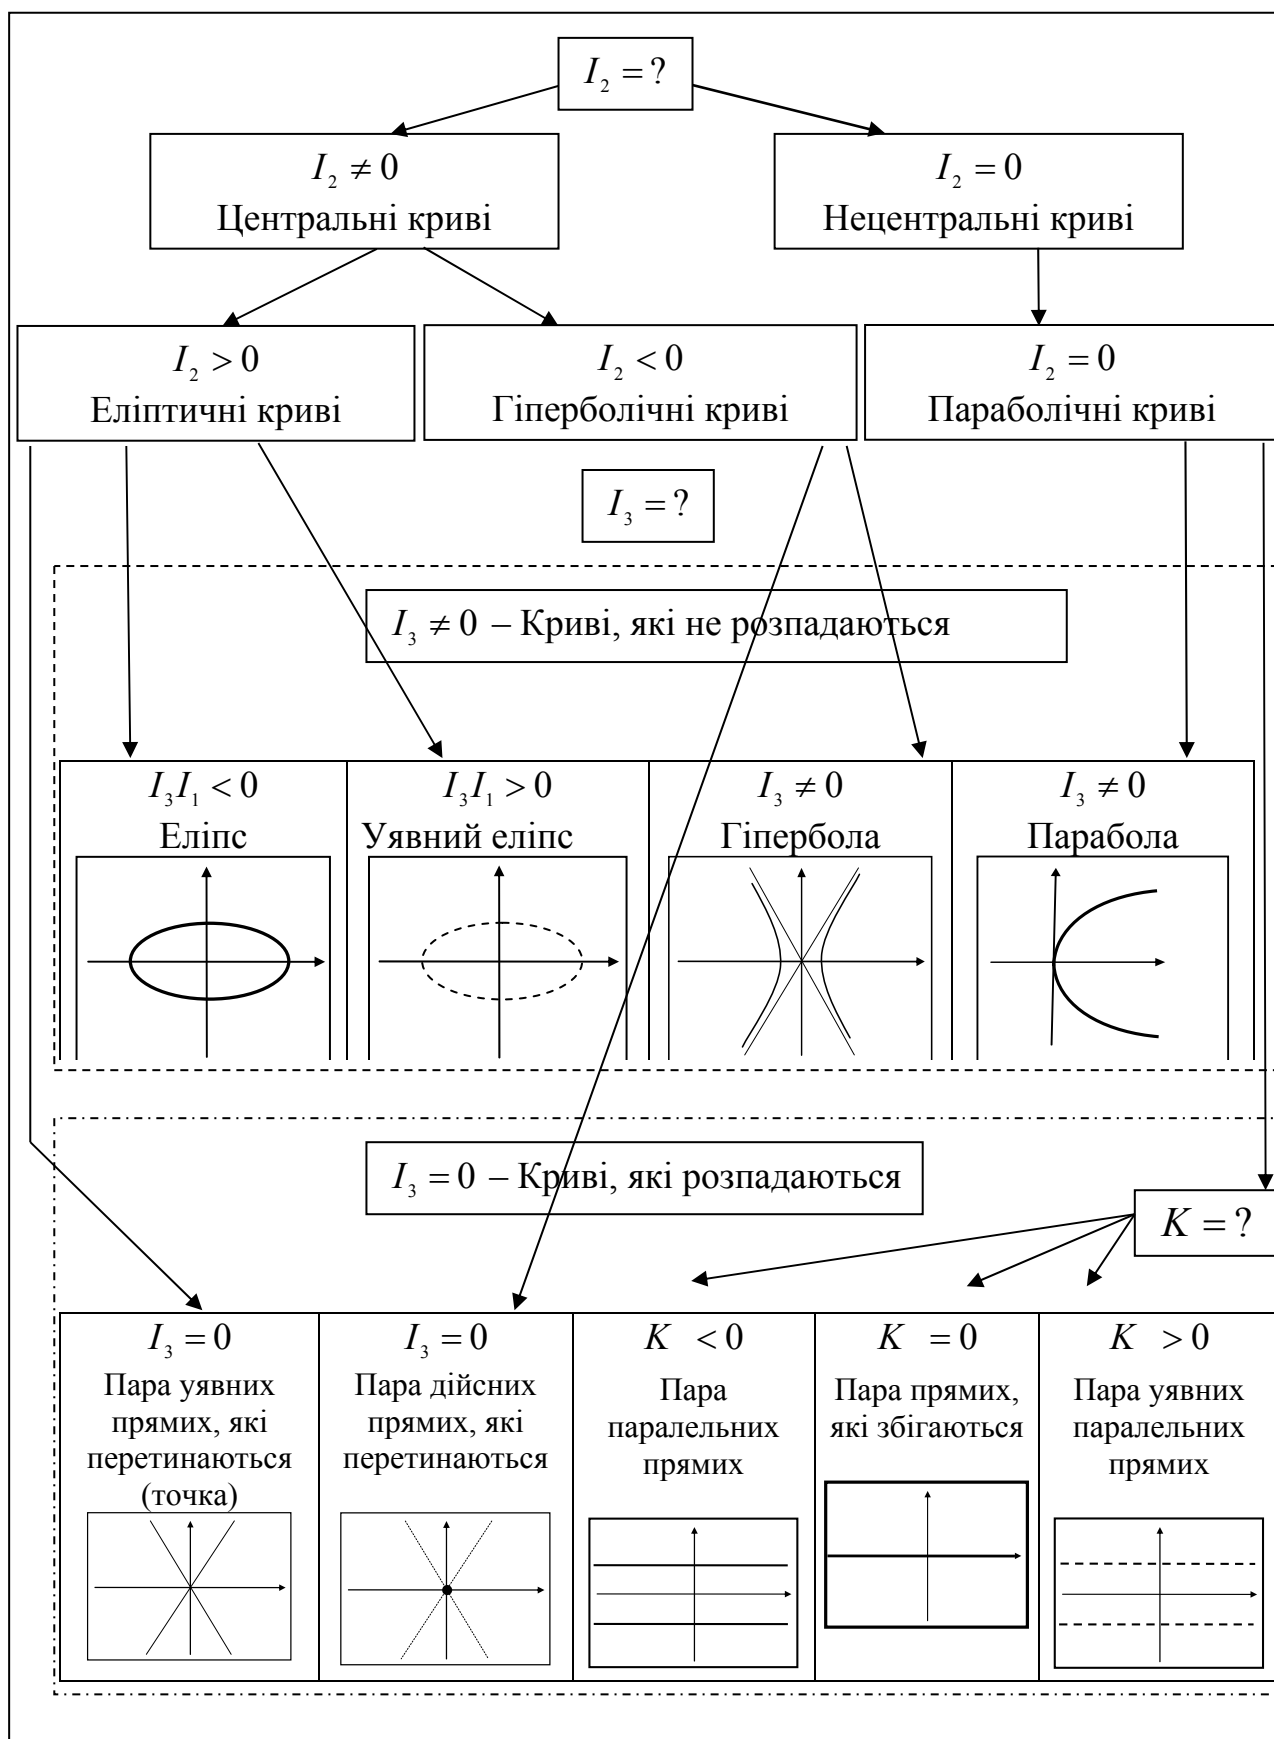 I₂ = ?
I₂ ≠ 0
Центральні криві
I₂ = 0
Нецентральні криві
I₂ > 0
Еліптичні криві
I₂ < 0
Гіперболічні криві
I₂ = 0
Параболічні криві
I₃ = ?
I₃ ≠ 0 – Криві, які не розпадаються
I₃I₁ < 0
Еліпс
I₃I₁ > 0
Уявний еліпс
I₃ ≠ 0
Гіпербола
I₃ ≠ 0
Парабола
I₃ = 0 – Криві, які розпадаються
K = ?
I₃ = 0
Пара уявних
прямих, які
перетинаються
(точка)
I₃ = 0
Пара дійсних
прямих, які
перетинаються
K < 0
Пара
паралельних
прямих
K = 0
Пара прямих,
які збігаються
K > 0
Пара уявних
паралельних
прямих